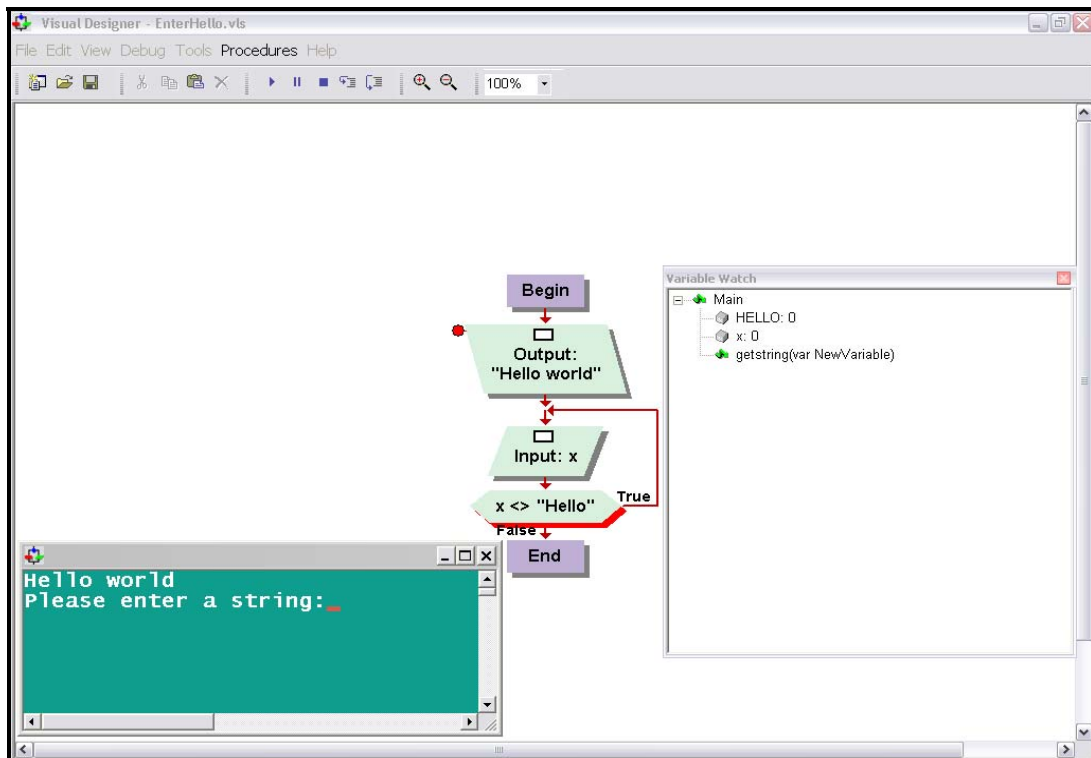 Visual Designer - EnterHello.vls
File Edit View Debug Tools Procedures Help
100%
Begin
Output:
"Hello world"
Input: x
x <> "Hello"
True
False
End
Variable Watch
Main
HELLO: 0
x: 0
getstring(var NewVariable)
Hello world
Please enter a string: